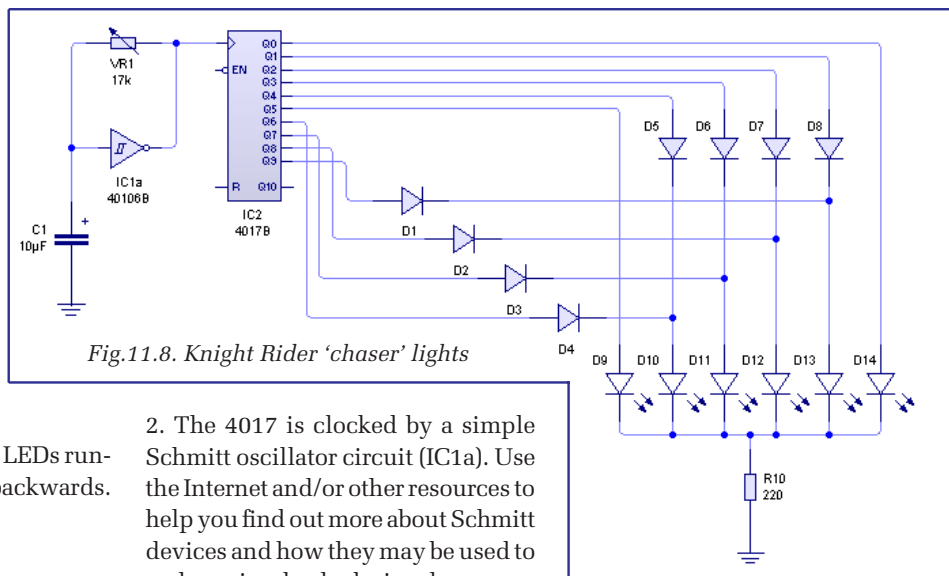 VR1
17k
IC1a
40106B
C1
+
10µF
EN
R
Q0
Q1
Q2
Q3
Q4
Q5
Q6
Q7
Q8
Q9
Q10
IC2
4017B
D5 D6 D7 D8
D1
D2
D3
D4
D9 D10 D11 D12 D13 D14
R10
220
Fig.11.8. Knight Rider ‘chaser’ lights
LEDs run-
backwards.
2. The 4017 is clocked by a simple
Schmitt oscillator circuit (IC1a). Use
the Internet and/or other resources to
help you find out more about Schmitt
devices and how they may be used to